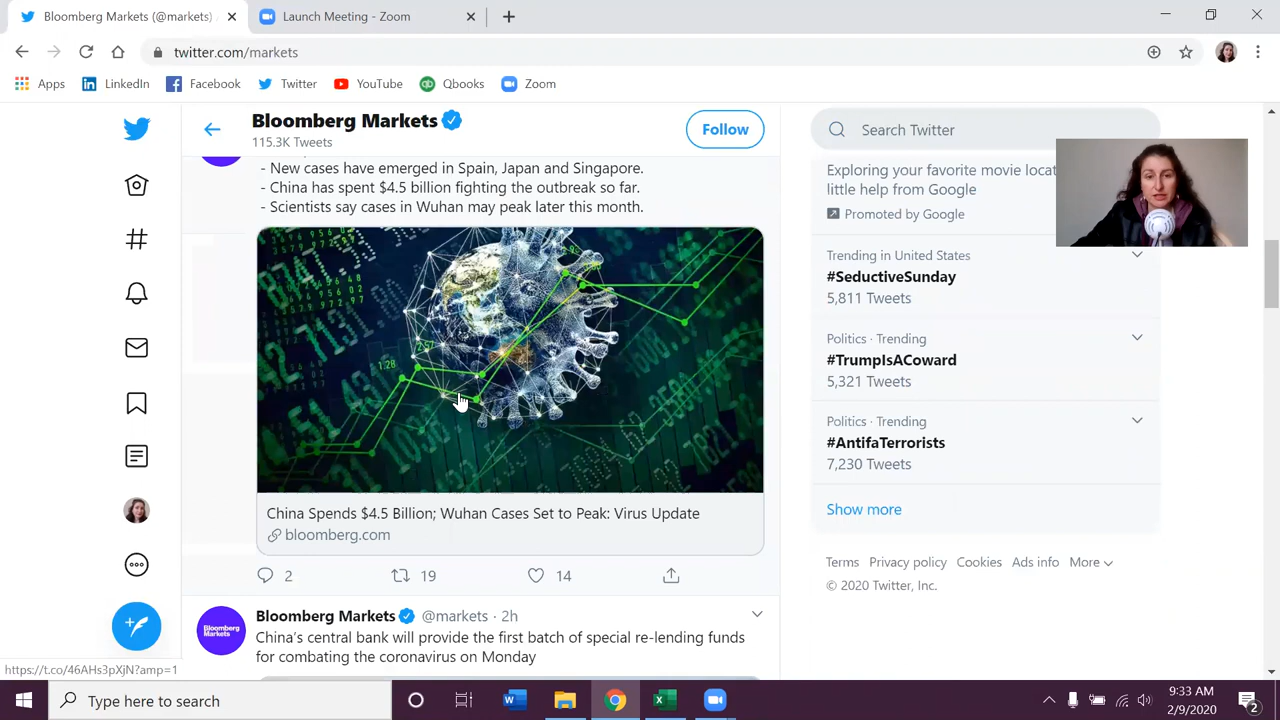 Bloomberg Markets (@markets)
Launch Meeting - Zoom
twitter.com/markets
Apps
LinkedIn
Facebook
Twitter
YouTube
Qbooks
Zoom
Bloomberg Markets
115.3K Tweets
Follow
- New cases have emerged in Spain, Japan and Singapore.
- China has spent $4.5 billion fighting the outbreak so far.
- Scientists say cases in Wuhan may peak later this month.
1.28
2.57
China Spends $4.5 Billion; Wuhan Cases Set to Peak: Virus Update
bloomberg.com
2
19
14
Bloomberg Markets @markets · 2h
China's central bank will provide the first batch of special re-lending funds
for combating the coronavirus on Monday
Search Twitter
Exploring your favorite movie locat
little help from Google
Promoted by Google
Trending in United States
#SeductiveSunday
5,811 Tweets
Politics · Trending
#TrumpIsACoward
5,321 Tweets
Politics · Trending
#AntifaTerrorists
7,230 Tweets
Show more
Terms Privacy policy Cookies Ads info More
© 2020 Twitter, Inc.
https://t.co/46AHs3pXjN?amp=1
Type here to search
9:33 AM
2/9/2020
2